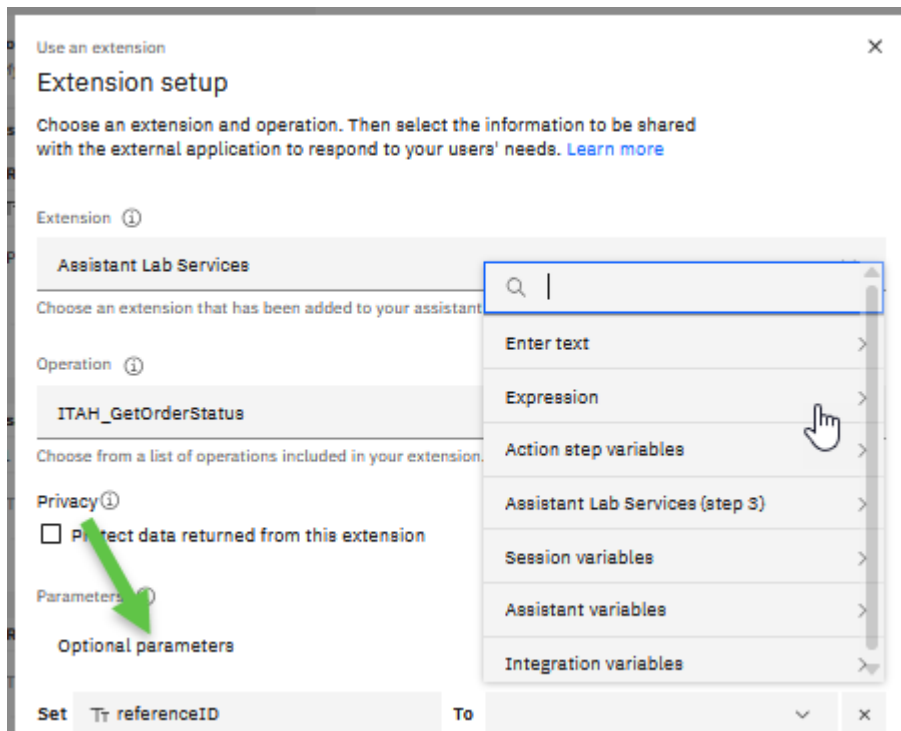 Use an extension
Extension setup
Choose an extension and operation. Then select the information to be shared
with the external application to respond to your users' needs. Learn more
Extension
Assistant Lab Services
Choose an extension that has been added to your assistant
Operation
ITAH_GetOrderStatus
Choose from a list of operations included in your extension.
Privacy
Protect data returned from this extension
Parameters
Optional parameters
Set Tт referenceID To
Enter text
Expression
Action step variables
Assistant Lab Services (step 3)
Session variables
Assistant variables
Integration variables